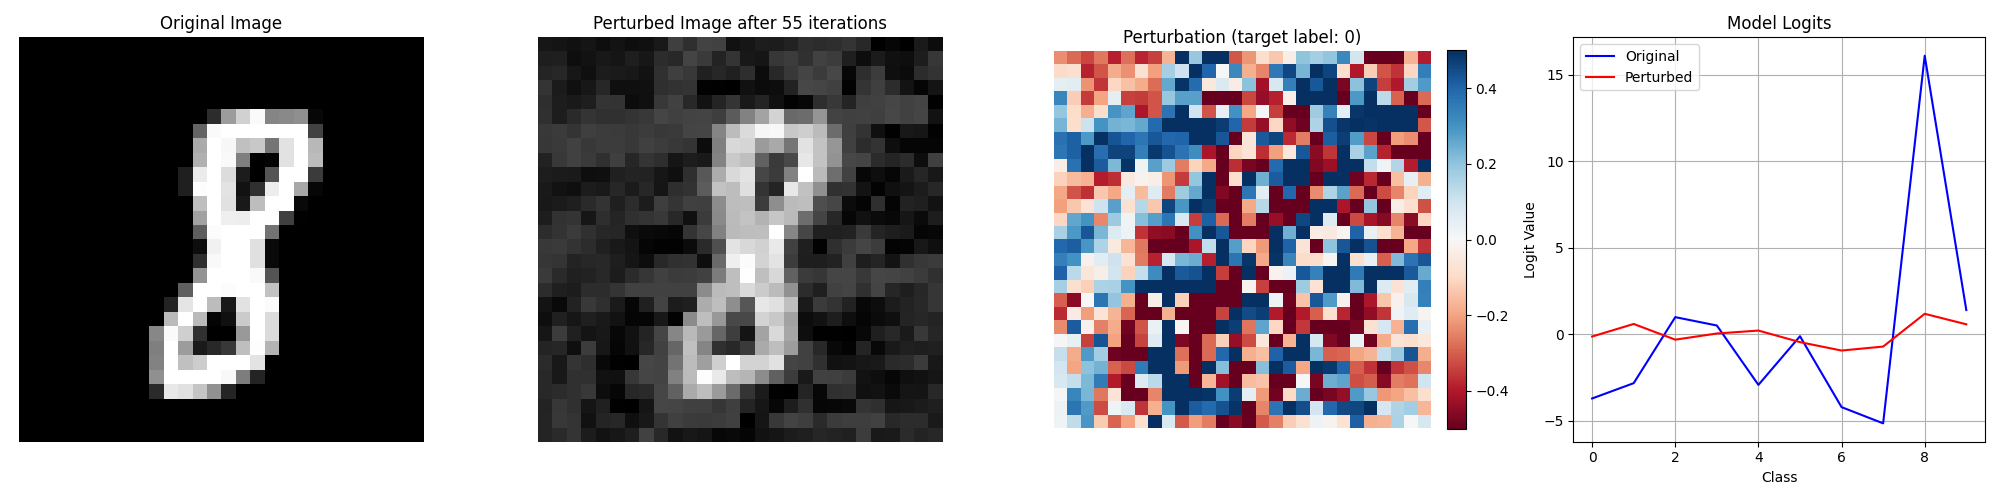 Original Image
Perturbed Image after 55 iterations
Perturbation (target label: 0)
0.4
0.2
0.0
−0.2
−0.4
Model Logits
Original
Perturbed
Logit Value
15
10
5
0
−5
0 2 4 6 8
Class